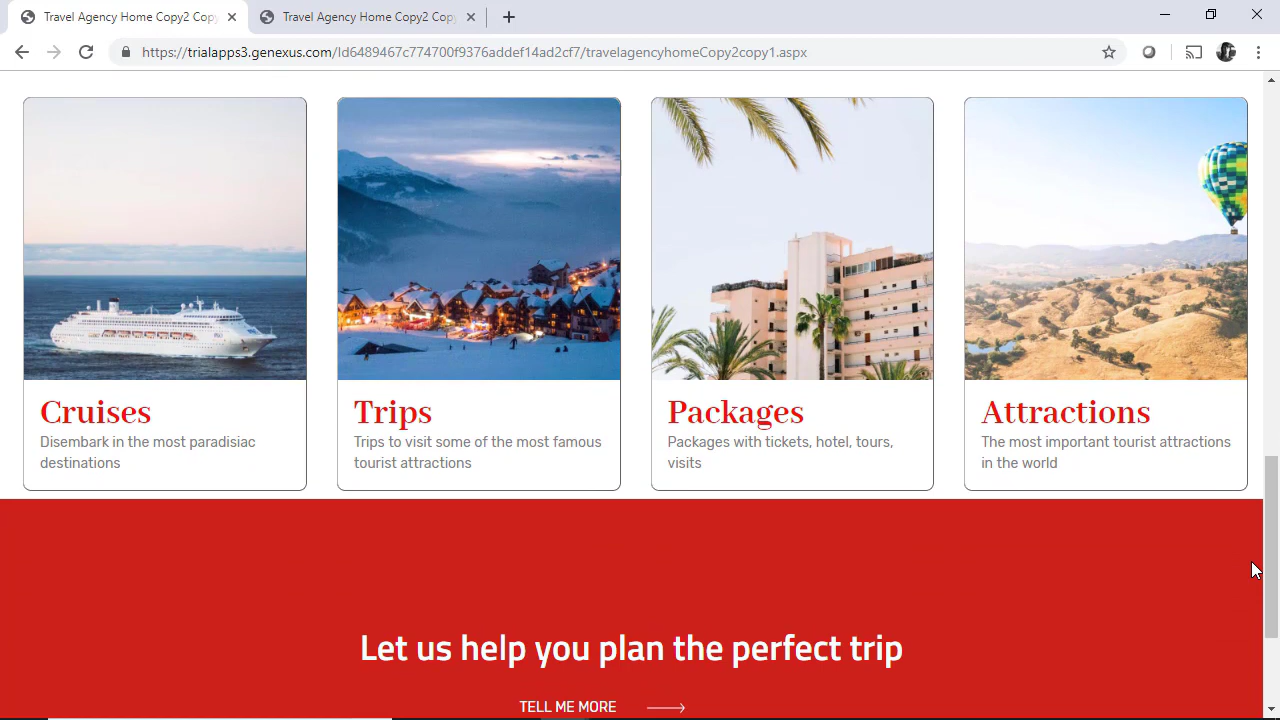 Travel Agency Home Copy2 Copy
Travel Agency Home Copy2 Copy
https://trialapps3.genexus.com/Id6489467c774700f9376addef14ad2cf7/travelagencyhomeCopy2copy1.aspx
Cruises
Disembark in the most paradisiac
destinations
Trips
Trips to visit some of the most famous
tourist attractions
Packages
Packages with tickets, hotel, tours,
visits
Attractions
The most important tourist attractions
in the world
Let us help you plan the perfect trip
TELL ME MORE